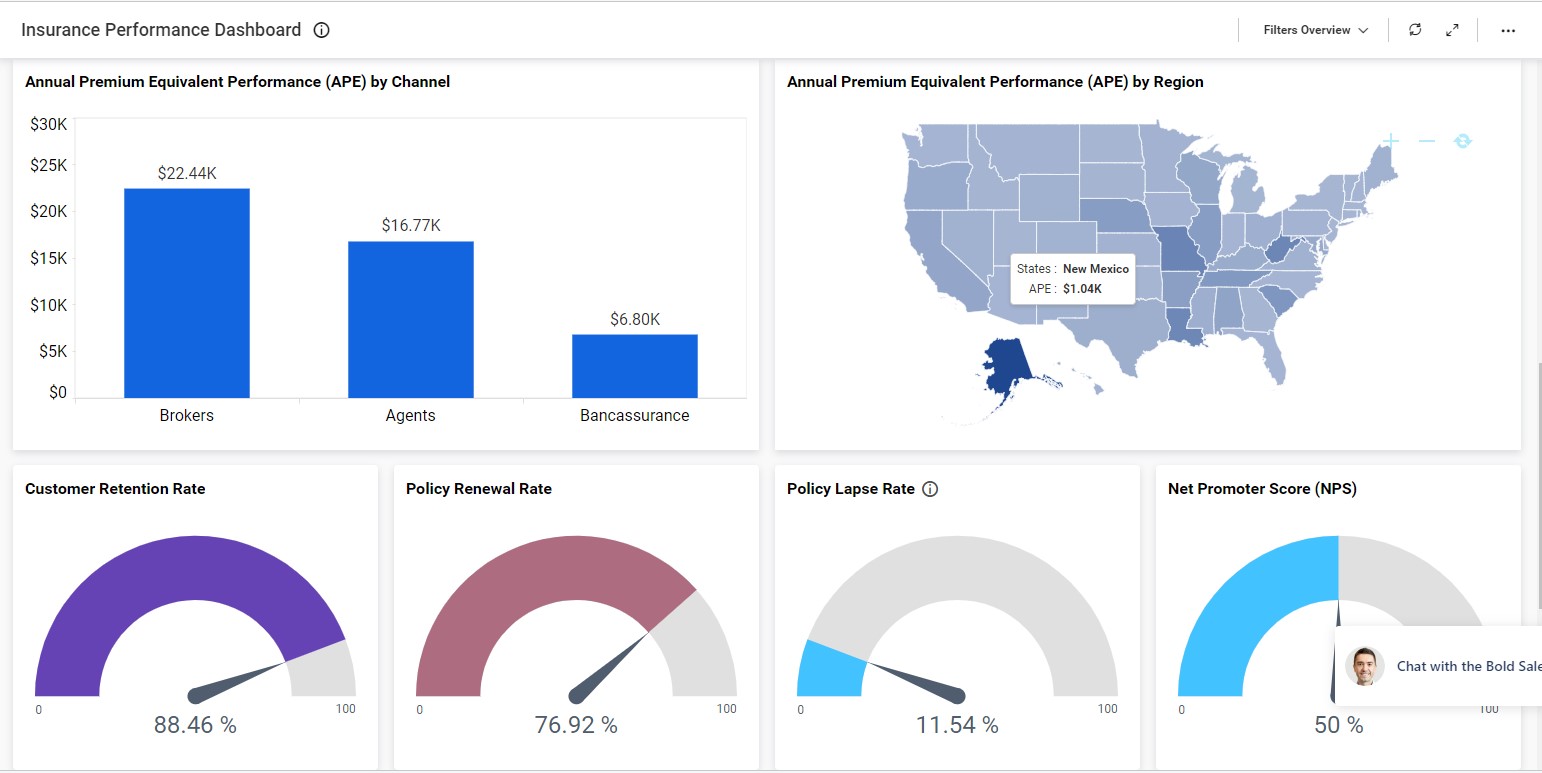 Insurance Performance Dashboard
Filters Overview
Annual Premium Equivalent Performance (APE) by Channel
$30K
$25K
$20K
$15K
$10K
$5K
$0
$22.44K
$16.77K
$6.80K
Brokers
Agents
Bancassurance
Annual Premium Equivalent Performance (APE) by Region
States : New Mexico
APE : $1.04K
Customer Retention Rate
0
100
88.46 %
Policy Renewal Rate
0
100
76.92 %
Policy Lapse Rate
0
100
11.54 %
Net Promoter Score (NPS)
0
100
50 %
Chat with the Bold Sale